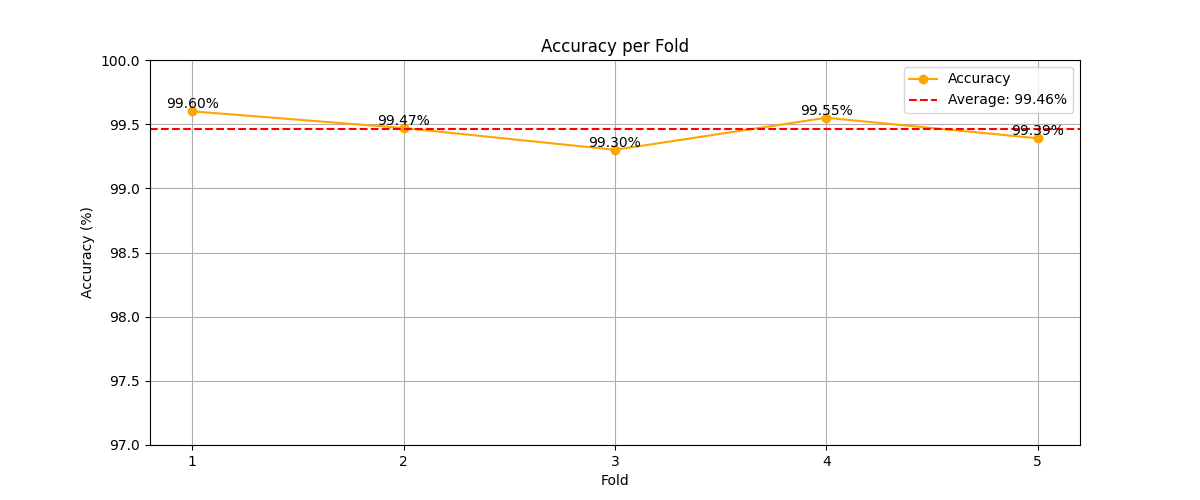 Accuracy per Fold
Accuracy (%)
100.0
99.5
99.0
98.5
98.0
97.5
97.0
99.60%
99.47%
99.30%
99.55%
99.39%
Accuracy
Average: 99.46%
1 2 3 4 5
Fold